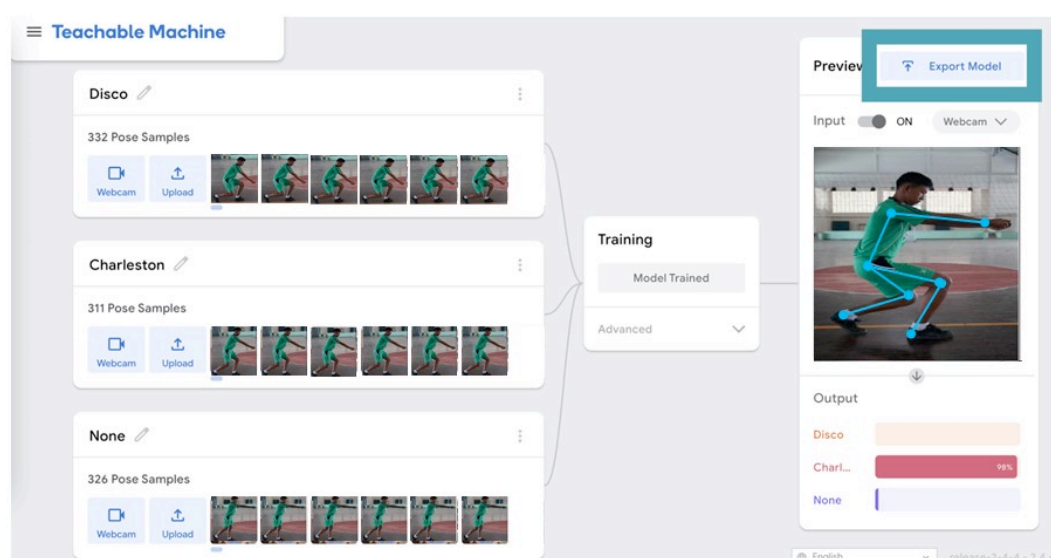 Teachable Machine
Disco
332 Pose Samples
Webcam Upload
Charleston
311 Pose Samples
Webcam Upload
None
326 Pose Samples
Webcam Upload
Training
Model Trained
Advanced
Preview
Export Model
Input ON Webcam
Output
Disco
Charl... 98%
None
English